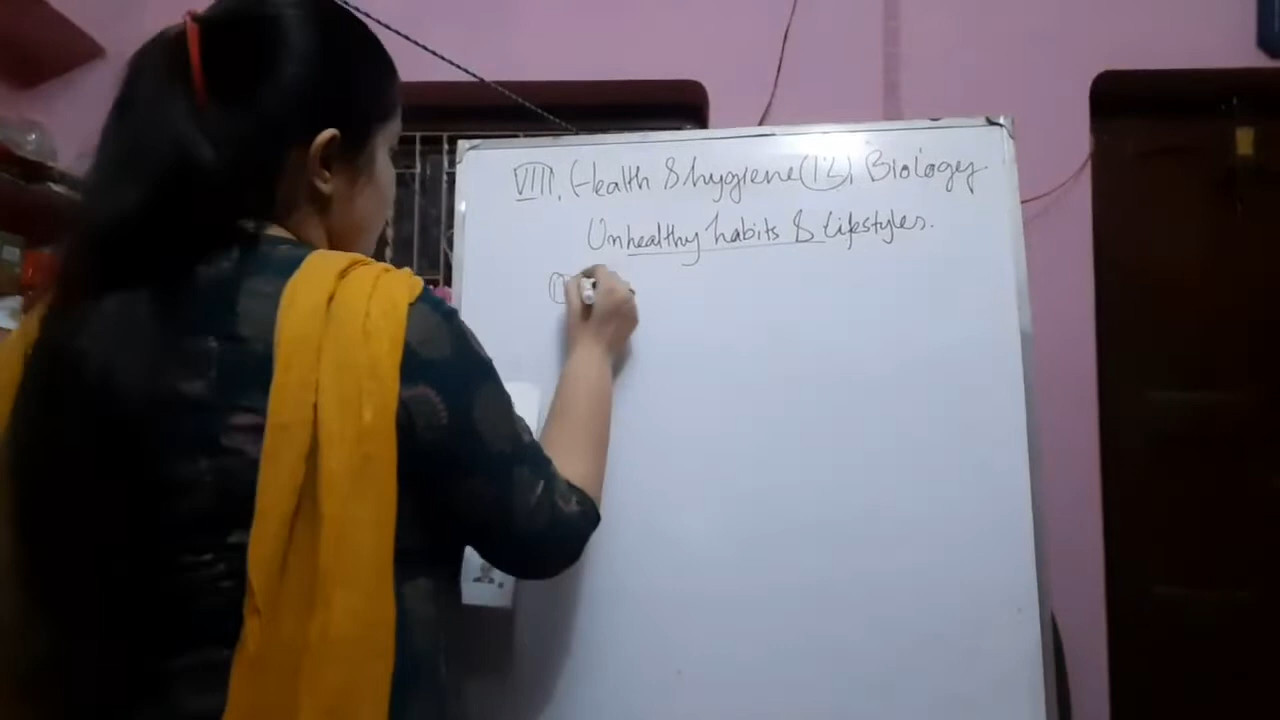 VIII, Health & hygiene (12), Biology
Unhealthy habits & Lifestyles.